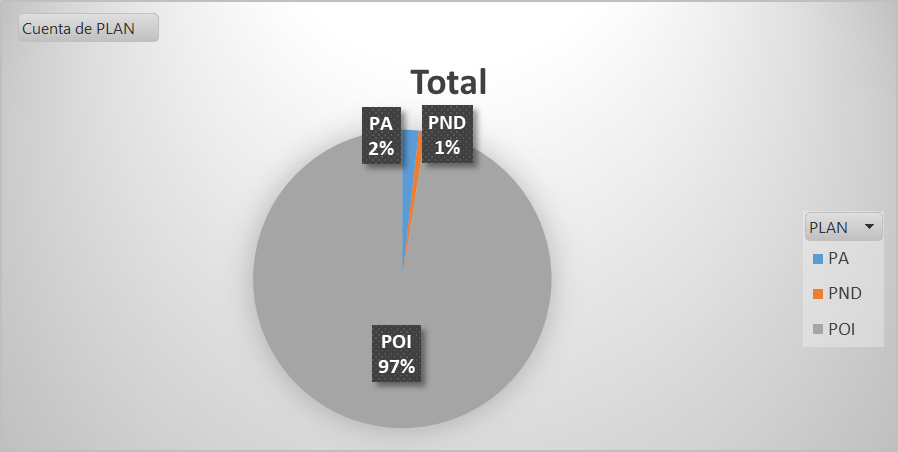 Cuenta de PLAN
Total
PA
2%
PND
1%
POI
97%
PLAN
PA
PND
POI